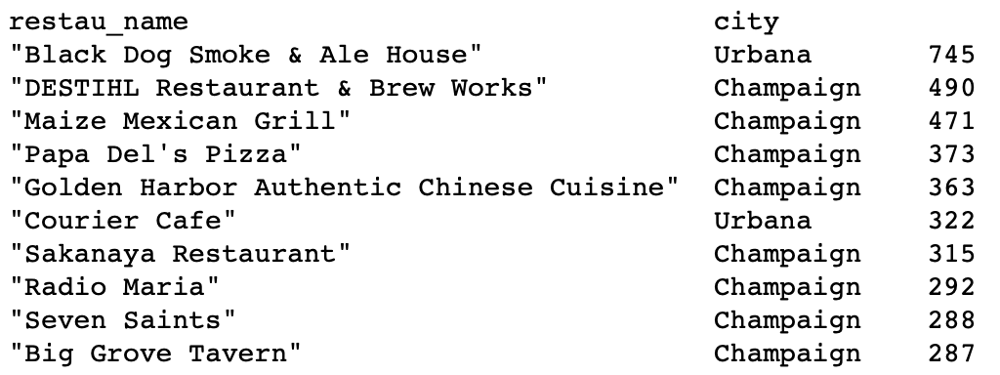 restau_name city
"Black Dog Smoke & Ale House" Urbana 745
"DESTIHL Restaurant & Brew Works" Champaign 490
"Maize Mexican Grill" Champaign 471
"Papa Del's Pizza" Champaign 373
"Golden Harbor Authentic Chinese Cuisine" Champaign 363
"Courier Cafe" Urbana 322
"Sakanaya Restaurant" Champaign 315
"Radio Maria" Champaign 292
"Seven Saints" Champaign 288
"Big Grove Tavern" Champaign 287